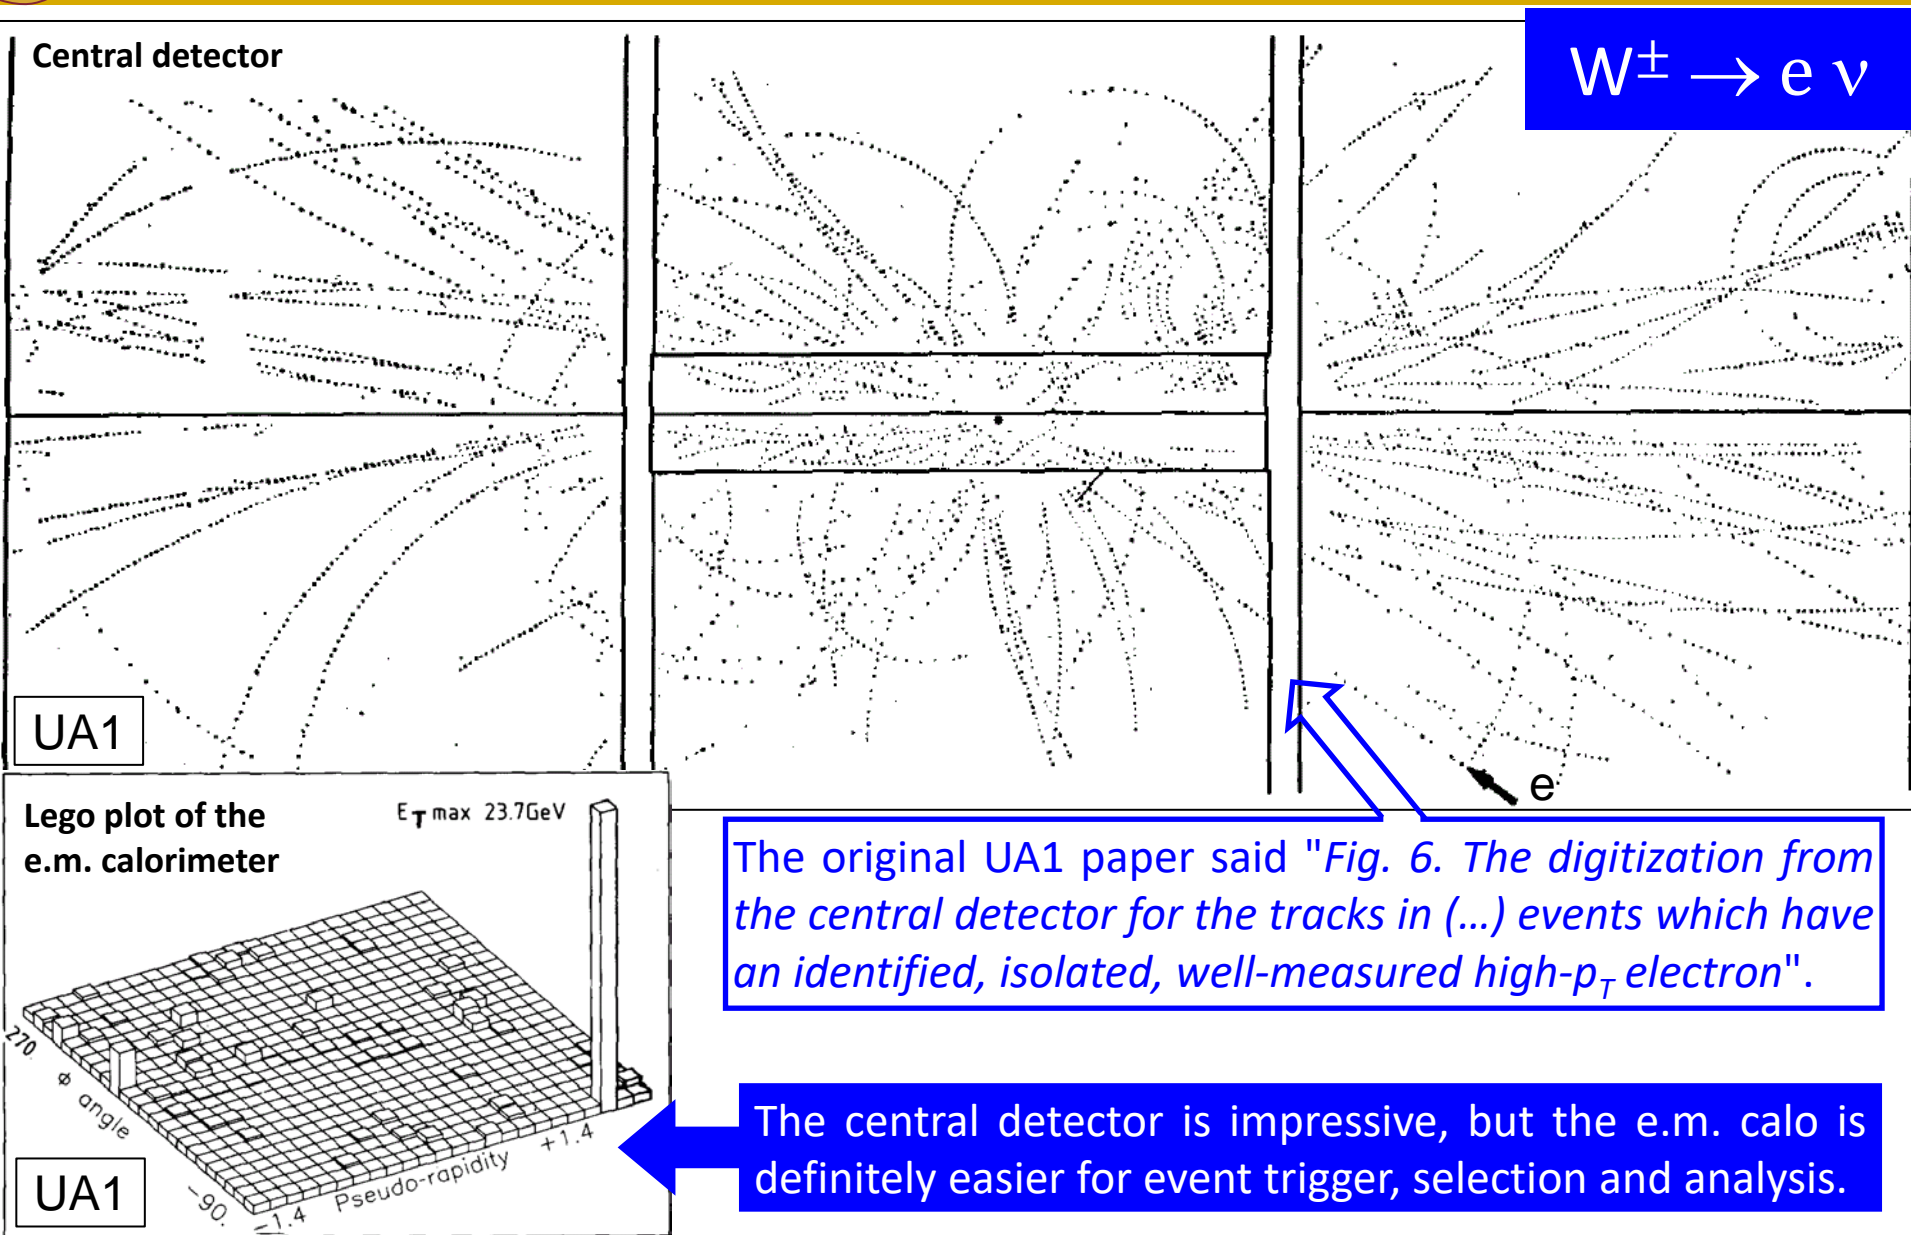 Central detector
W± → e ν
UA1
e
Lego plot of the
e.m. calorimeter
E_T max 23.7GeV
270.
φ angle
-90.
-1.4 Pseudo-rapidity +1.4
UA1
The original UA1 paper said "Fig. 6. The digitization from
the central detector for the tracks in (...) events which have
an identified, isolated, well-measured high-p_T electron".
The central detector is impressive, but the e.m. calo is
definitely easier for event trigger, selection and analysis.